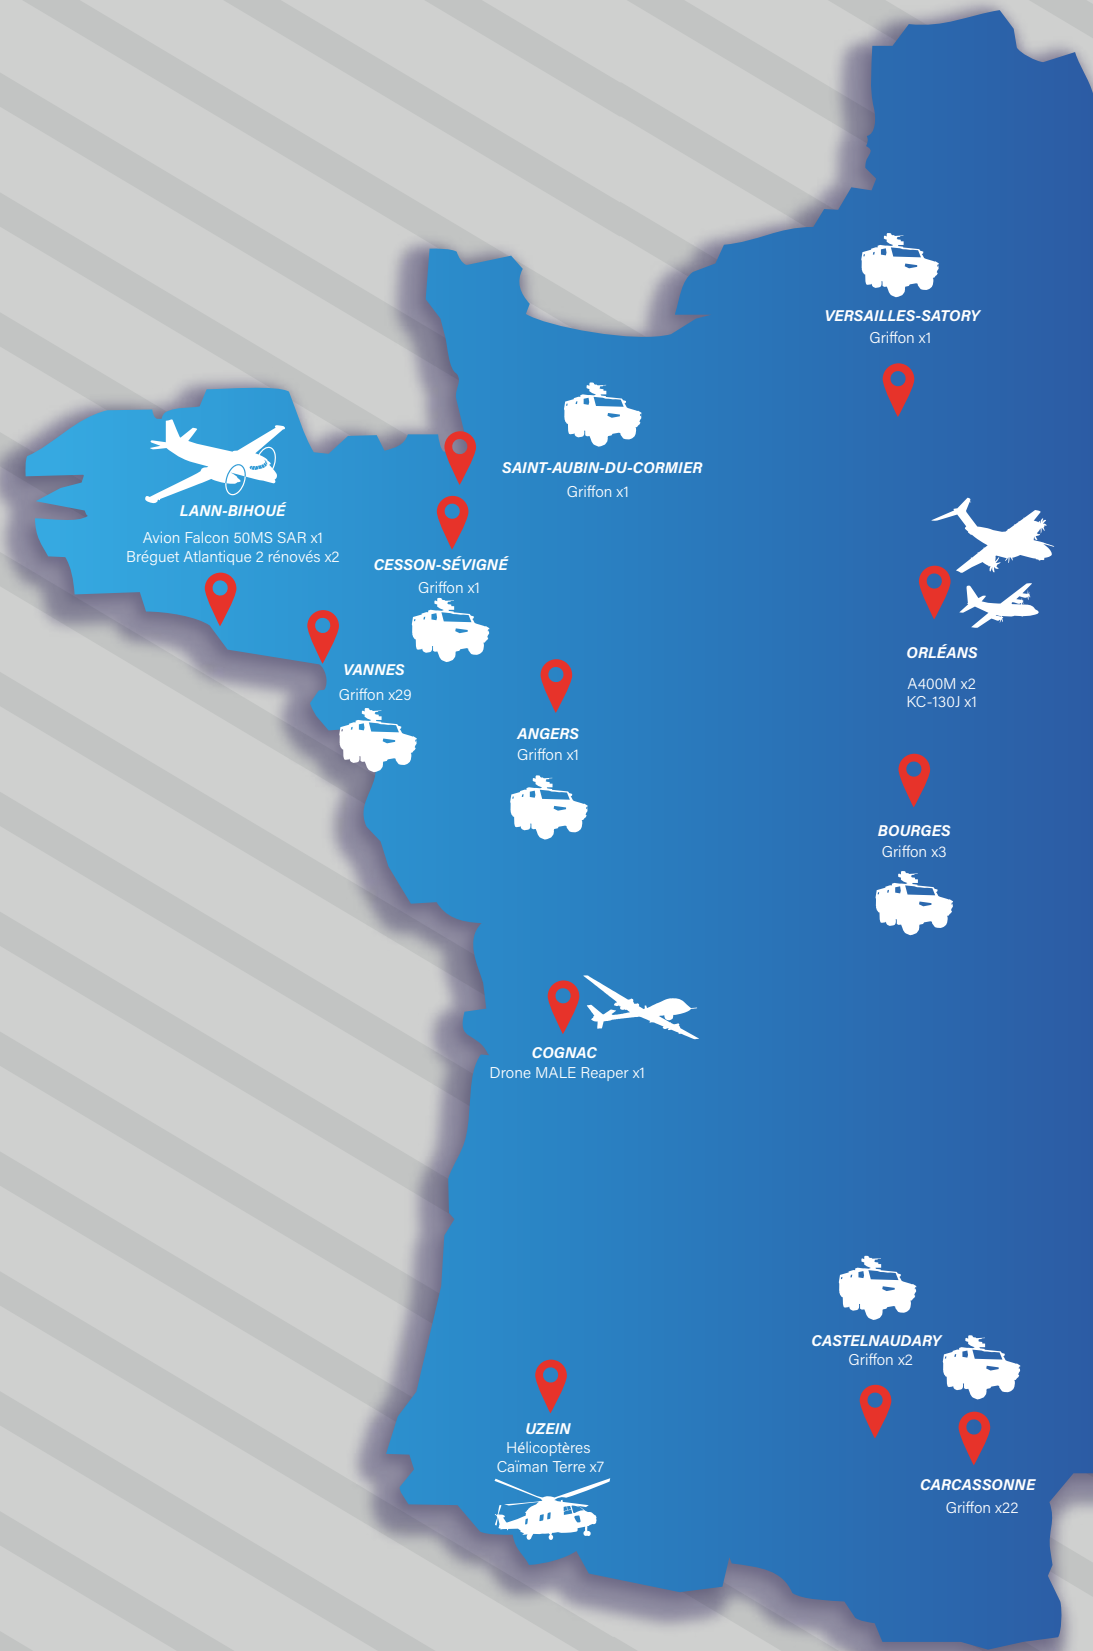 VERSAILLES-SATORY
Griffon x1
SAINT-AUBIN-DU-CORMIER
Griffon x1
LANN-BIHOUÉ
Avion Falcon 50MS SAR x1
Bréguet Atlantique 2 rénovés x2
CESSON-SÉVIGNÉ
Griffon x1
VANNES
Griffon x29
ORLÉANS
A400M x2
KC-130J x1
ANGERS
Griffon x1
BOURGES
Griffon x3
COGNAC
Drone MALE Reaper x1
CASTELNAUDARY
Griffon x2
UZEIN
Hélicoptères
Caïman Terre x7
CARCASSONNE
Griffon x22